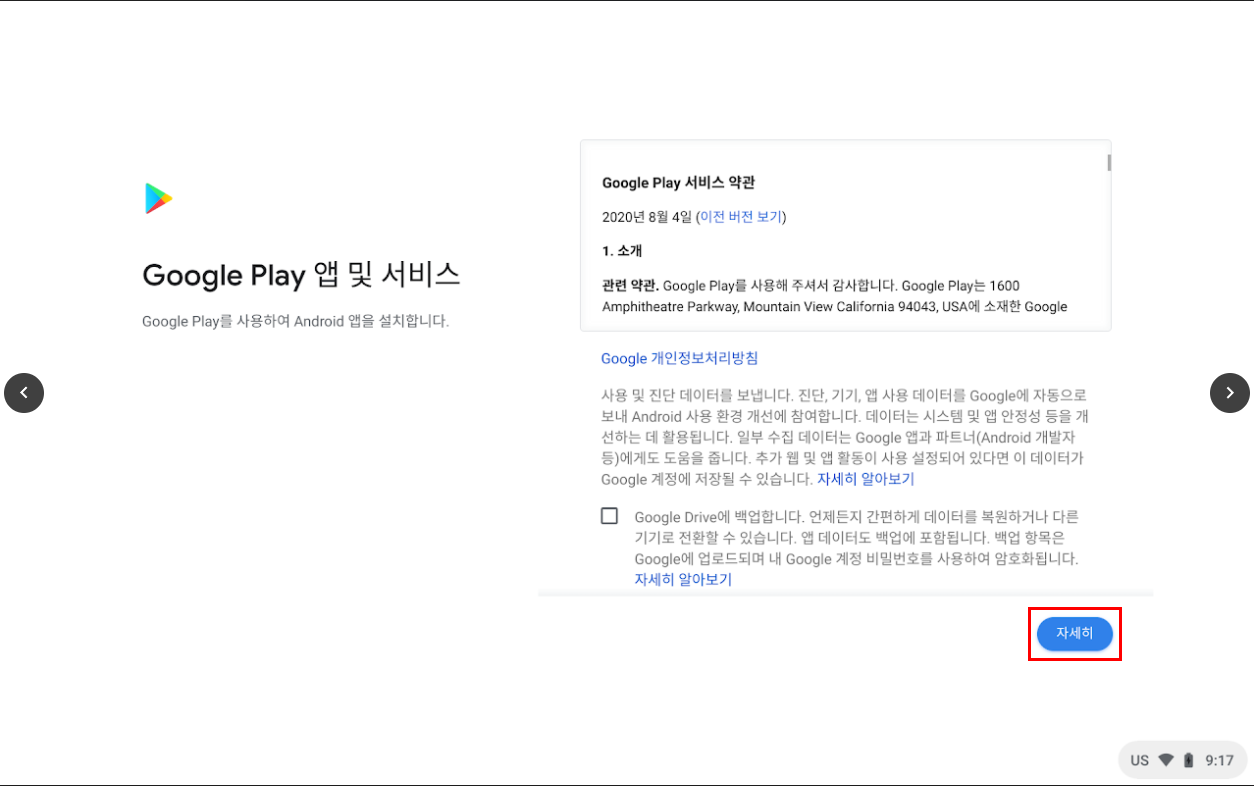 Google Play 앱 및 서비스
Google Play를 사용하여 Android 앱을 설치합니다.
Google Play 서비스 약관
2020년 8월 4일 (이전 버전 보기)
1. 소개
관련 약관. Google Play를 사용해 주셔서 감사합니다. Google Play는 1600
Amphitheatre Parkway, Mountain View California 94043, USA에 소재한 Google
Google 개인정보처리방침
사용 및 진단 데이터를 보냅니다. 진단, 기기, 앱 사용 데이터를 Google에 자동으로
보내 Android 사용 환경 개선에 참여합니다. 데이터는 시스템 및 앱 안정성 등을 개
선하는 데 활용됩니다. 일부 수집 데이터는 Google 앱과 파트너(Android 개발자
등)에게도 도움을 줍니다. 추가 웹 및 앱 활동이 사용 설정되어 있다면 이 데이터가
Google 계정에 저장될 수 있습니다. 자세히 알아보기
Google Drive에 백업합니다. 언제든지 간편하게 데이터를 복원하거나 다른
기기로 전환할 수 있습니다. 앱 데이터도 백업에 포함됩니다. 백업 항목은
Google에 업로드되며 내 Google 계정 비밀번호를 사용하여 암호화됩니다.
자세히 알아보기
자세히
US 9:17